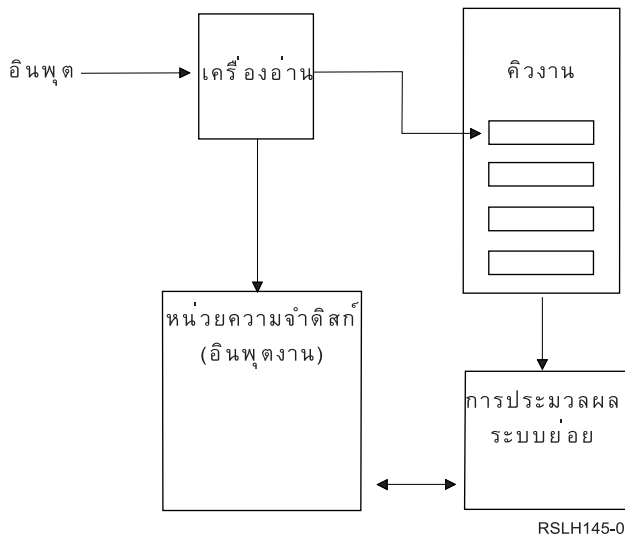 อินพุต
เครื่องอ่าน
คิวงาน
หน่วยความจำดิสก์
(อินพุตงาน)
การประมวลผล
ระบบย่อย
RSLH145-0